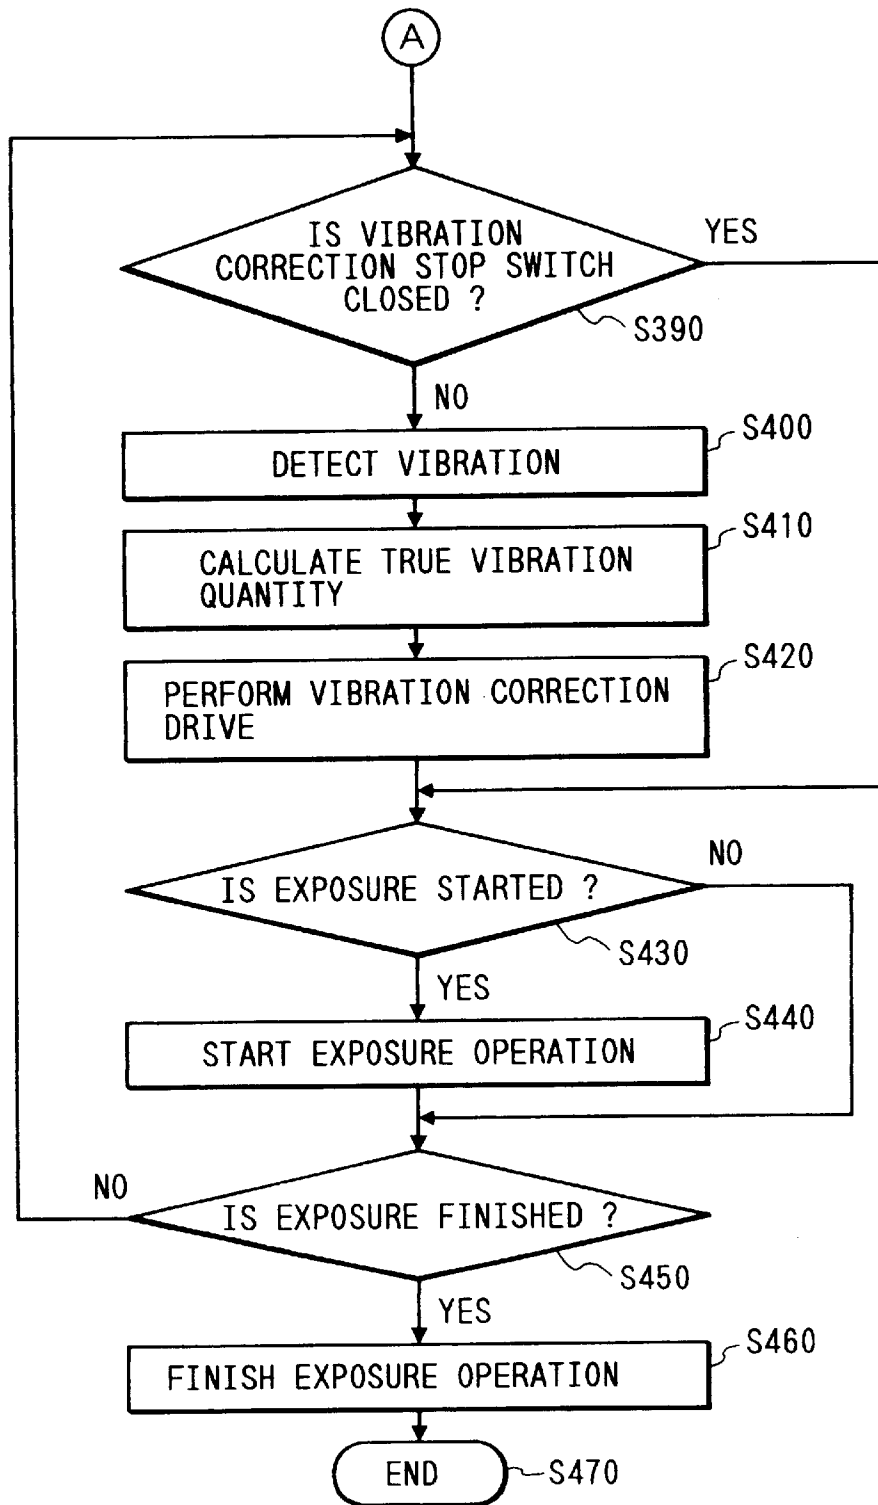 A
IS VIBRATION
CORRECTION STOP SWITCH
CLOSED ?
YES
S390
NO
S400
DETECT VIBRATION
S410
CALCULATE TRUE VIBRATION
QUANTITY
S420
PERFORM VIBRATION CORRECTION
DRIVE
NO
IS EXPOSURE STARTED ?
S430
YES
S440
START EXPOSURE OPERATION
NO
IS EXPOSURE FINISHED ?
S450
YES
S460
FINISH EXPOSURE OPERATION
END
S470